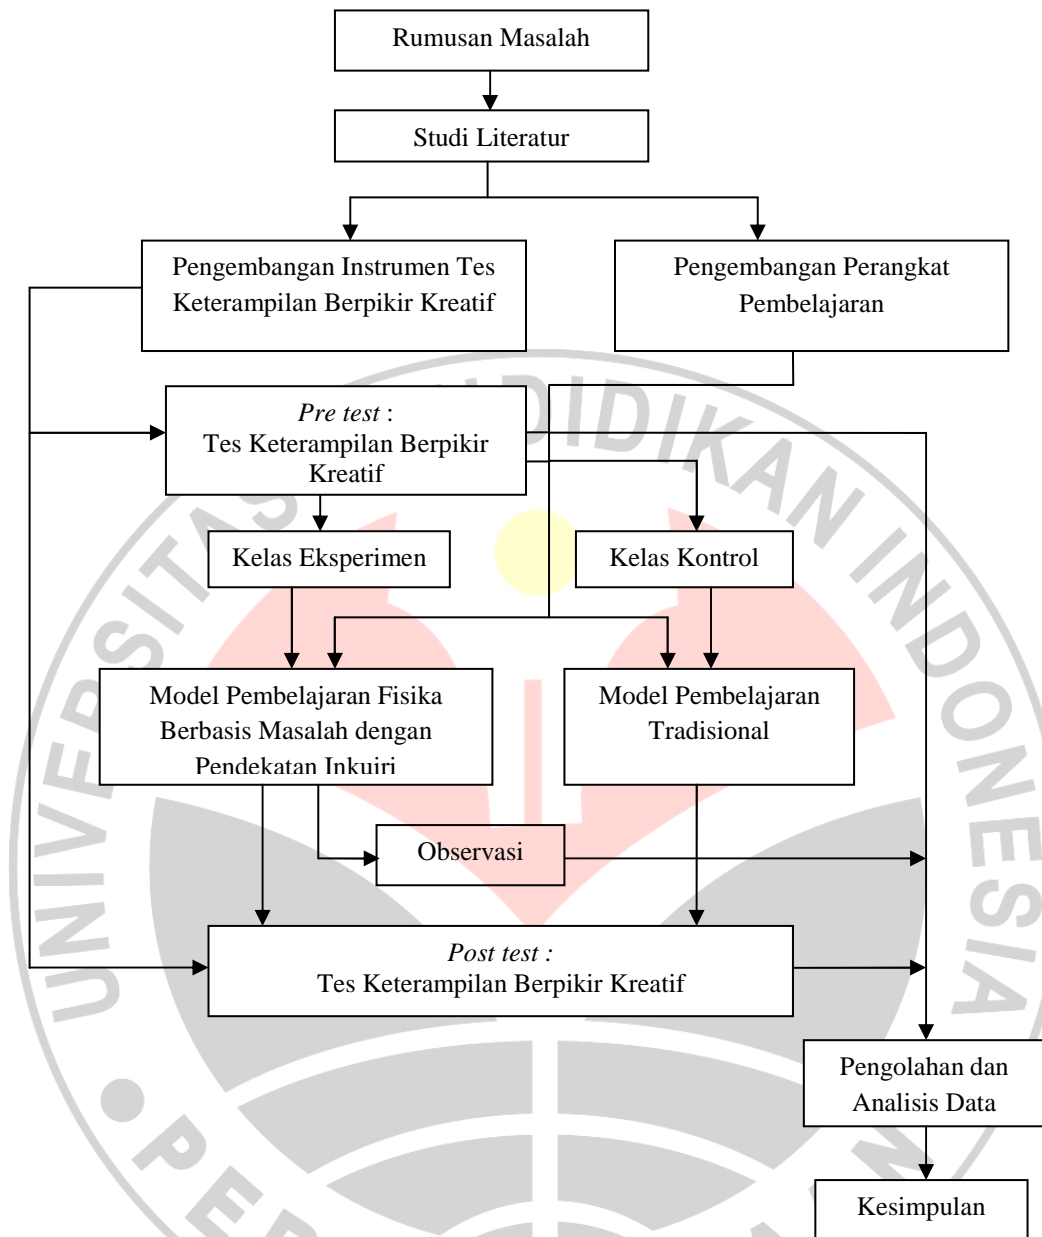 Rumusan Masalah
Studi Literatur
Pengembangan Instrumen Tes
Keterampilan Berpikir Kreatif
Pengembangan Perangkat
Pembelajaran
Pre test :
Tes Keterampilan Berpikir
Kreatif
Kelas Eksperimen
Kelas Kontrol
Model Pembelajaran Fisika
Berbasis Masalah dengan
Pendekatan Inkuiri
Model Pembelajaran
Tradisional
Observasi
Post test :
Tes Keterampilan Berpikir Kreatif
Pengolahan dan
Analisis Data
Kesimpulan